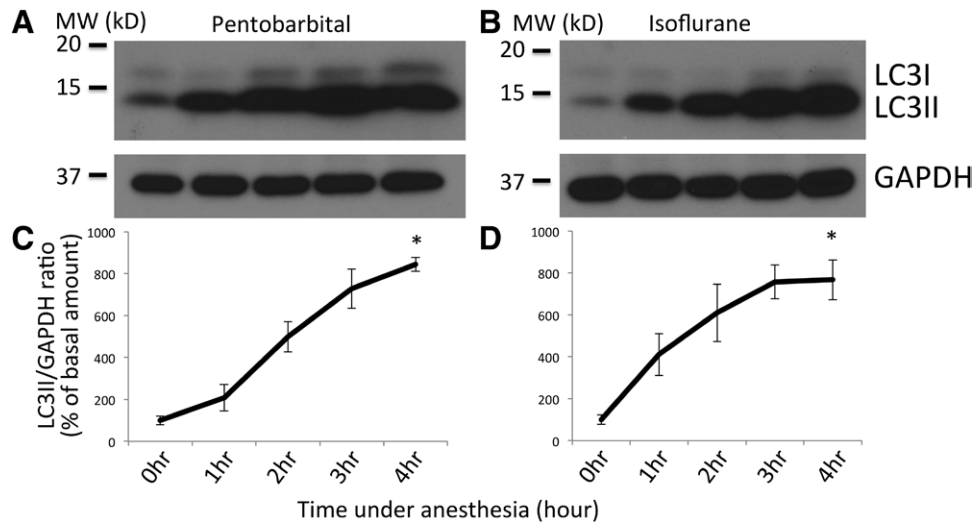 A MW (kD) Pentobarbital
20
15
37
B MW (kD) Isoflurane
20
15
37
LC3I
LC3II
GAPDH
C
LC3II/GAPDH ratio
(% of basal amount)
1000
800
600
400
200
0
*
0hr 1hr 2hr 3hr 4hr
D
1000
800
600
400
200
0
*
0hr 1hr 2hr 3hr 4hr
Time under anesthesia (hour)